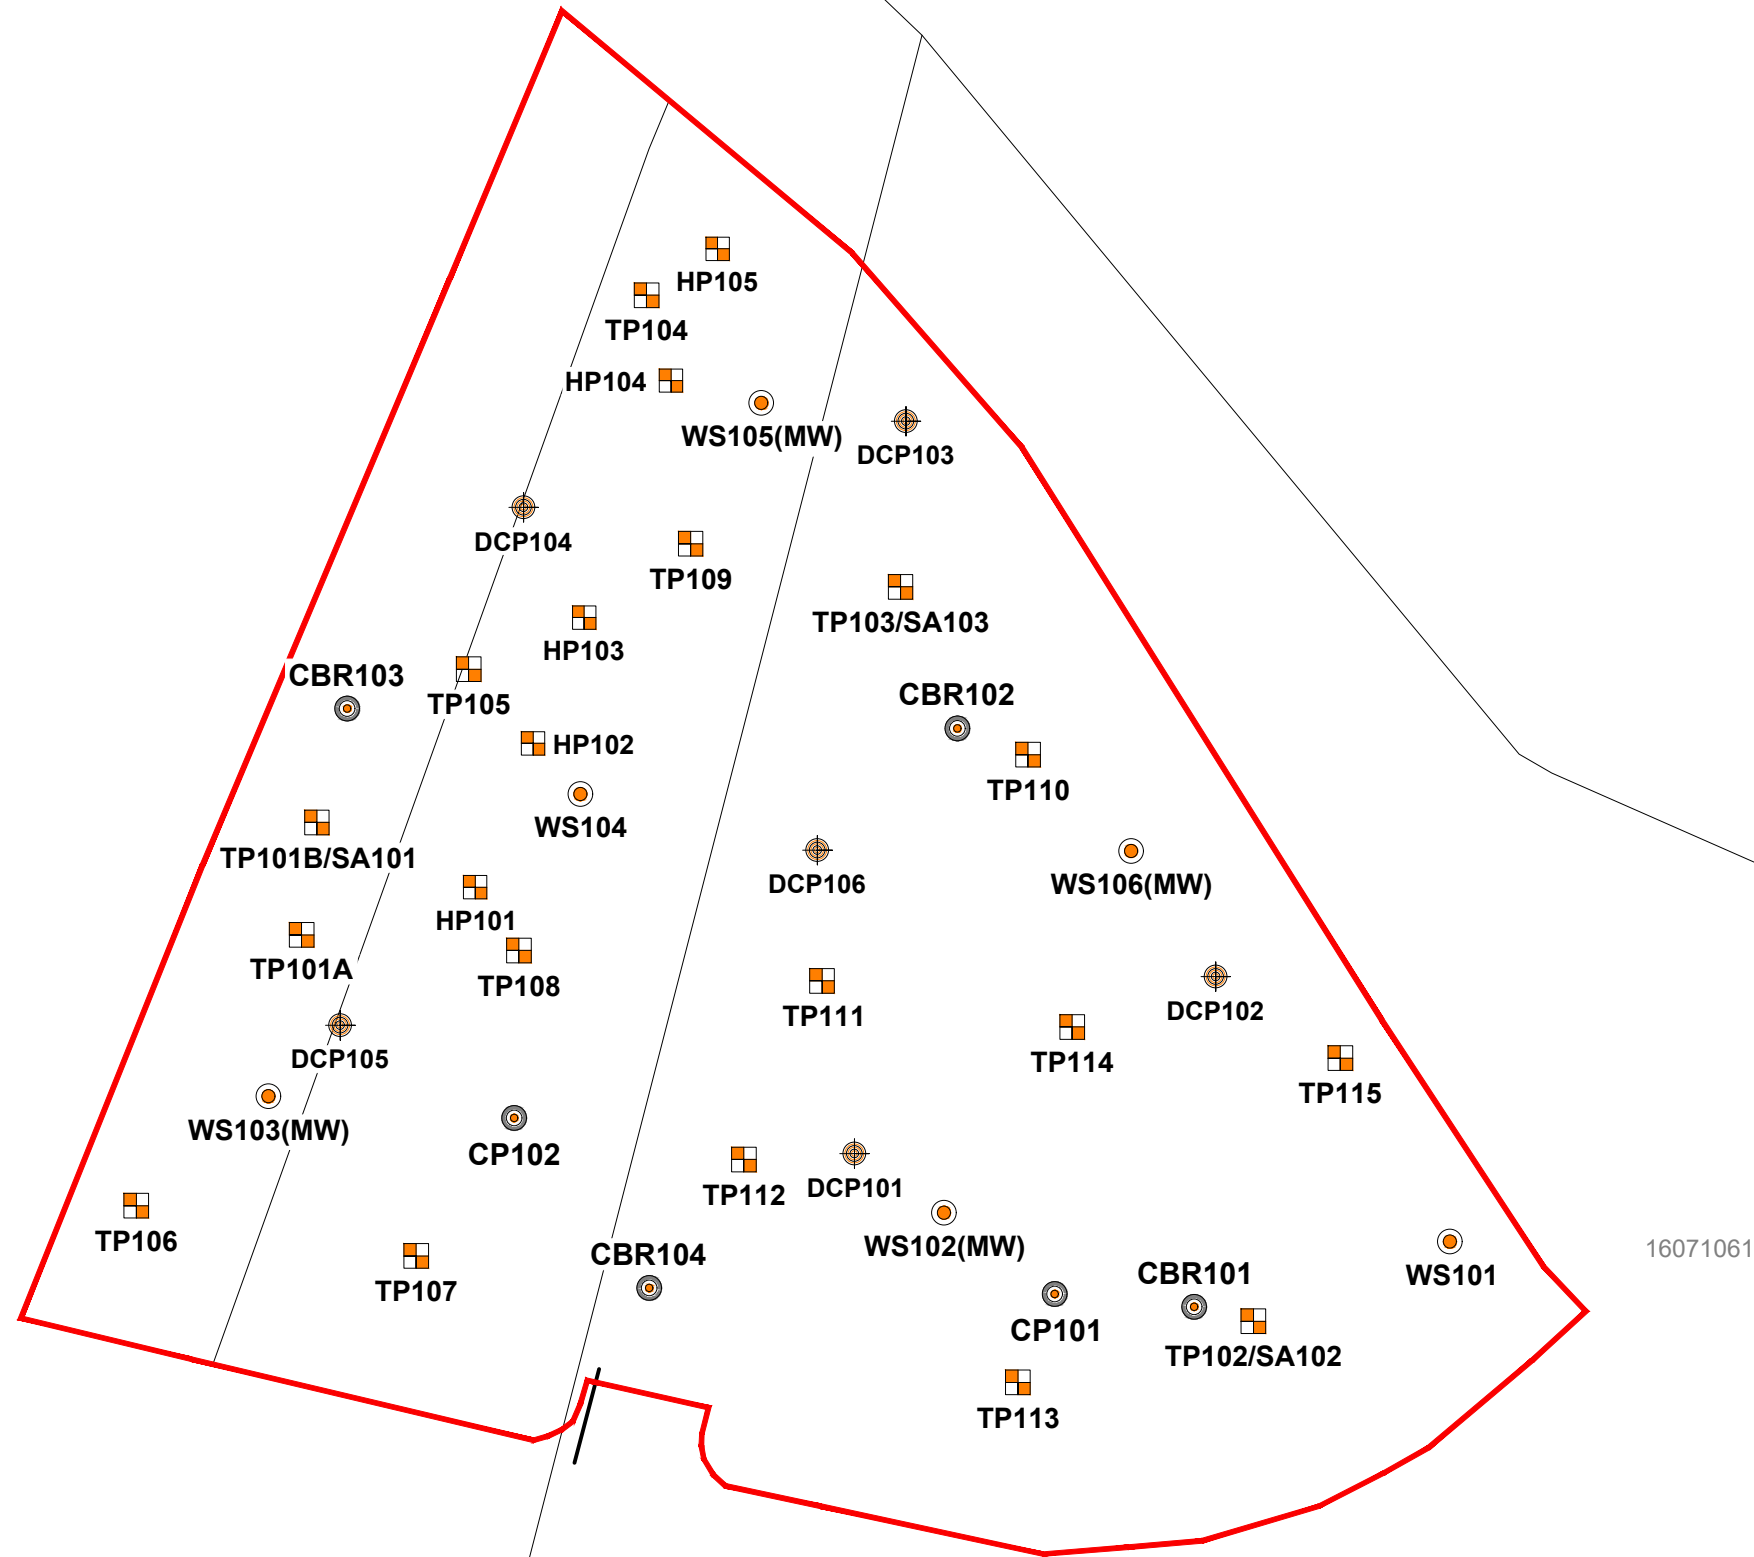 HP105
TP104
HP104
WS105(MW)
DCP103
DCP104
TP109
TP103/SA103
HP103
CBR103
TP105
CBR102
HP102
TP110
WS104
TP101B/SA101
DCP106
WS106(MW)
HP101
TP101A
TP108
TP111
DCP102
DCP105
TP114
TP115
WS103(MW)
CP102
TP112
DCP101
TP106
WS102(MW)
16071061
CBR104
TP107
CBR101
WS101
CP101
TP102/SA102
TP113